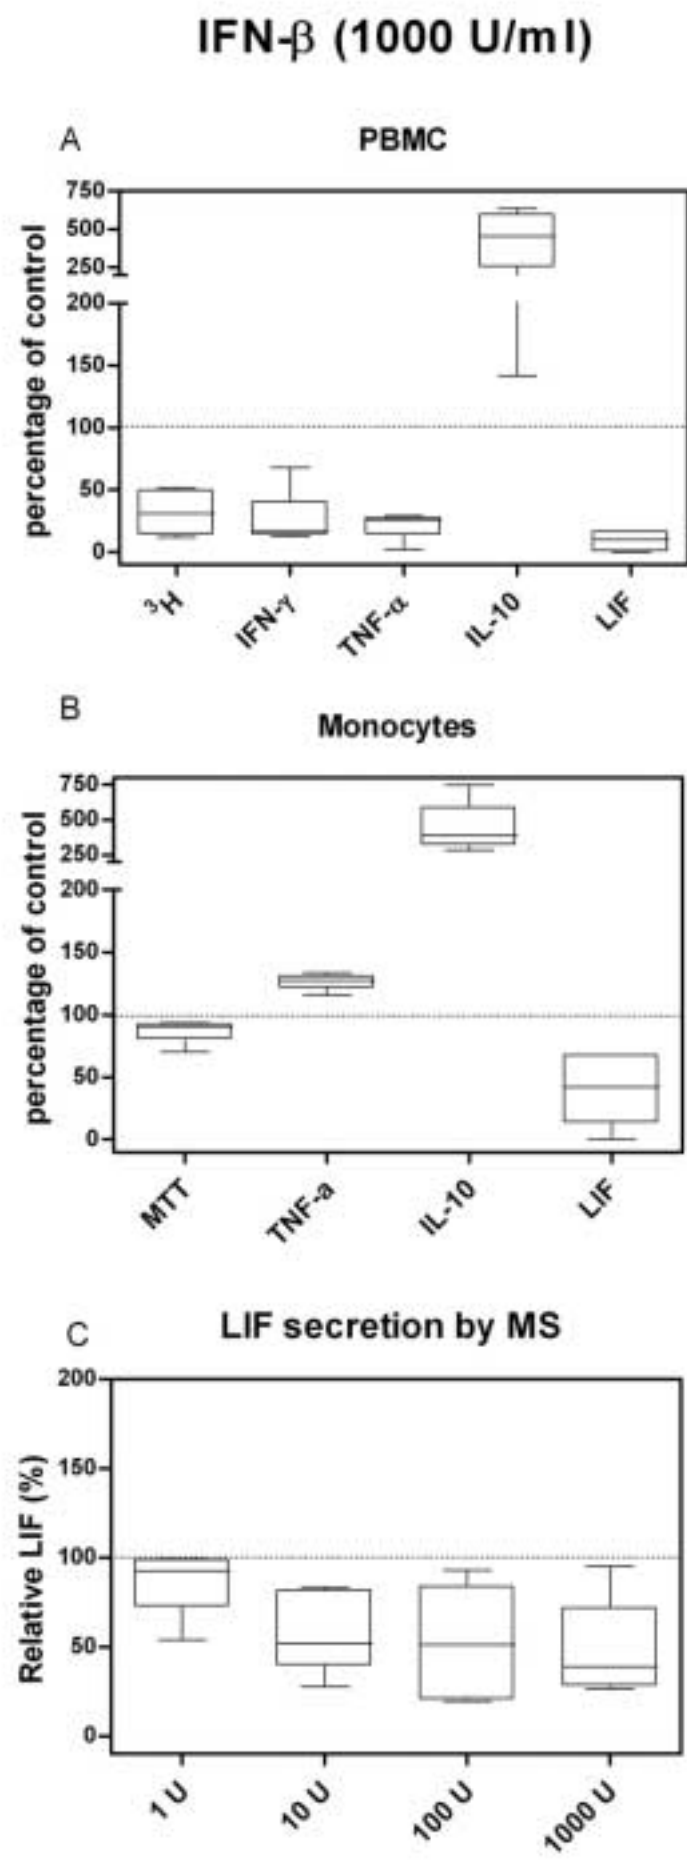 IFN-β (1000 U/ml)
A
PBMC
percentage of control
750
500
250
200
150
100
50
0
³H
IFN-γ
TNF-α
IL-10
LIF
B
Monocytes
percentage of control
750
500
250
200
150
100
50
0
MTT
TNF-a
IL-10
LIF
C
LIF secretion by MS
Relative LIF (%)
200
150
100
50
0
1 U
10 U
100 U
1000 U